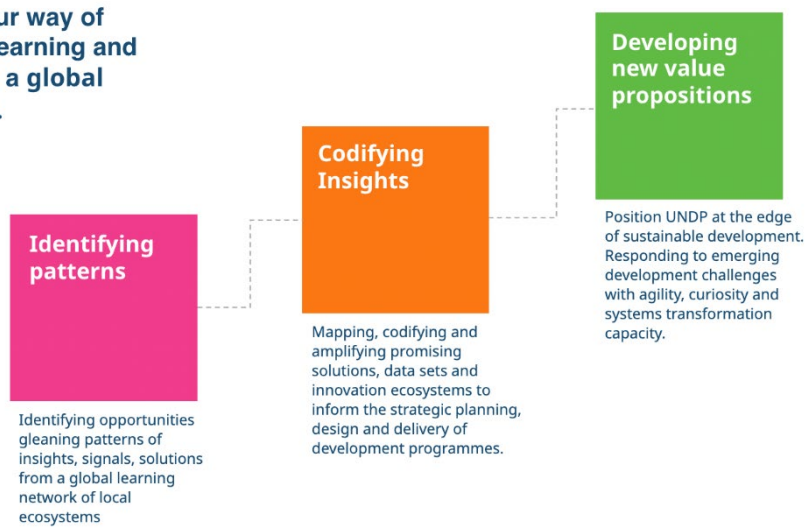 ur way of
earning and
a global
.
Identifying
patterns
Identifying opportunities
gleaning patterns of
insights, signals, solutions
from a global learning
network of local
ecosystems
Codifying
Insights
Mapping, codifying and
amplifying promising
solutions, data sets and
innovation ecosystems to
inform the strategic planning,
design and delivery of
development programmes.
Developing
new value
propositions
Position UNDP at the edge
of sustainable development.
Responding to emerging
development challenges
with agility, curiosity and
systems transformation
capacity.